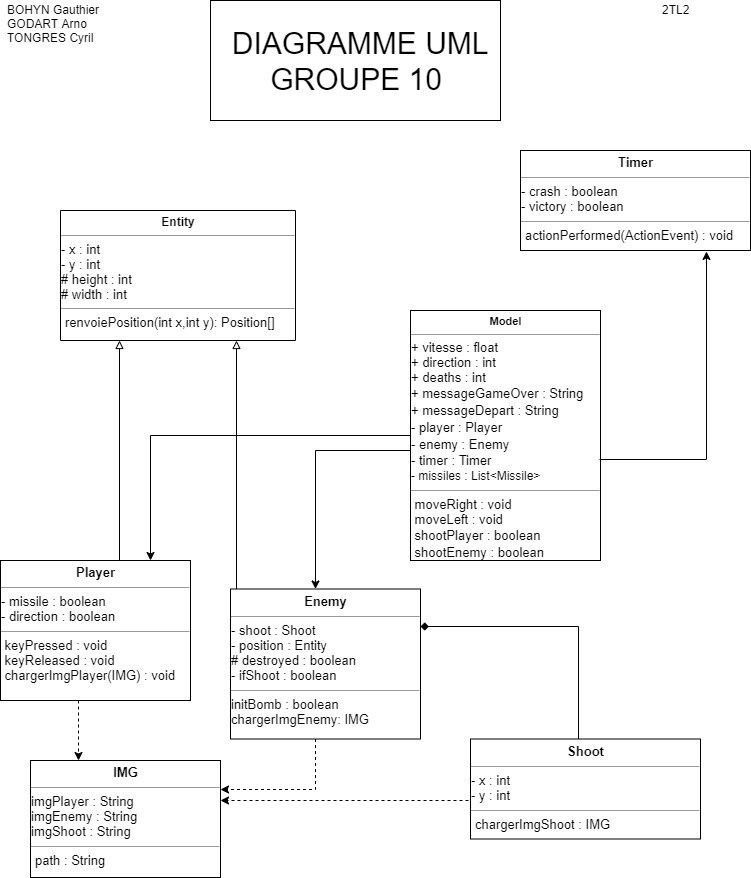 BOHYN Gauthier
GODART Arno
TONGRES Cyril
2TL2
DIAGRAMME UML
GROUPE 10
Timer
- crash : boolean
- victory : boolean
actionPerformed(ActionEvent) : void
Entity
- x : int
- y : int
# height : int
# width : int
renvoiePosition(int x,int y): Position[]
Model
+ vitesse : float
+ direction : int
+ deaths : int
+ messageGameOver : String
+ messageDepart : String
- player : Player
- enemy : Enemy
- timer : Timer
- missiles : List<Missile>
moveRight : void
moveLeft : void
shootPlayer : boolean
shootEnemy : boolean
Player
- missile : boolean
- direction : boolean
keyPressed : void
keyReleased : void
chargerImgPlayer(IMG) : void
Enemy
- shoot : Shoot
- position : Entity
# destroyed : boolean
- ifShoot : boolean
initBomb : boolean
chargerImgEnemy: IMG
IMG
imgPlayer : String
imgEnemy : String
imgShoot : String
path : String
Shoot
- x : int
- y : int
chargerImgShoot : IMG